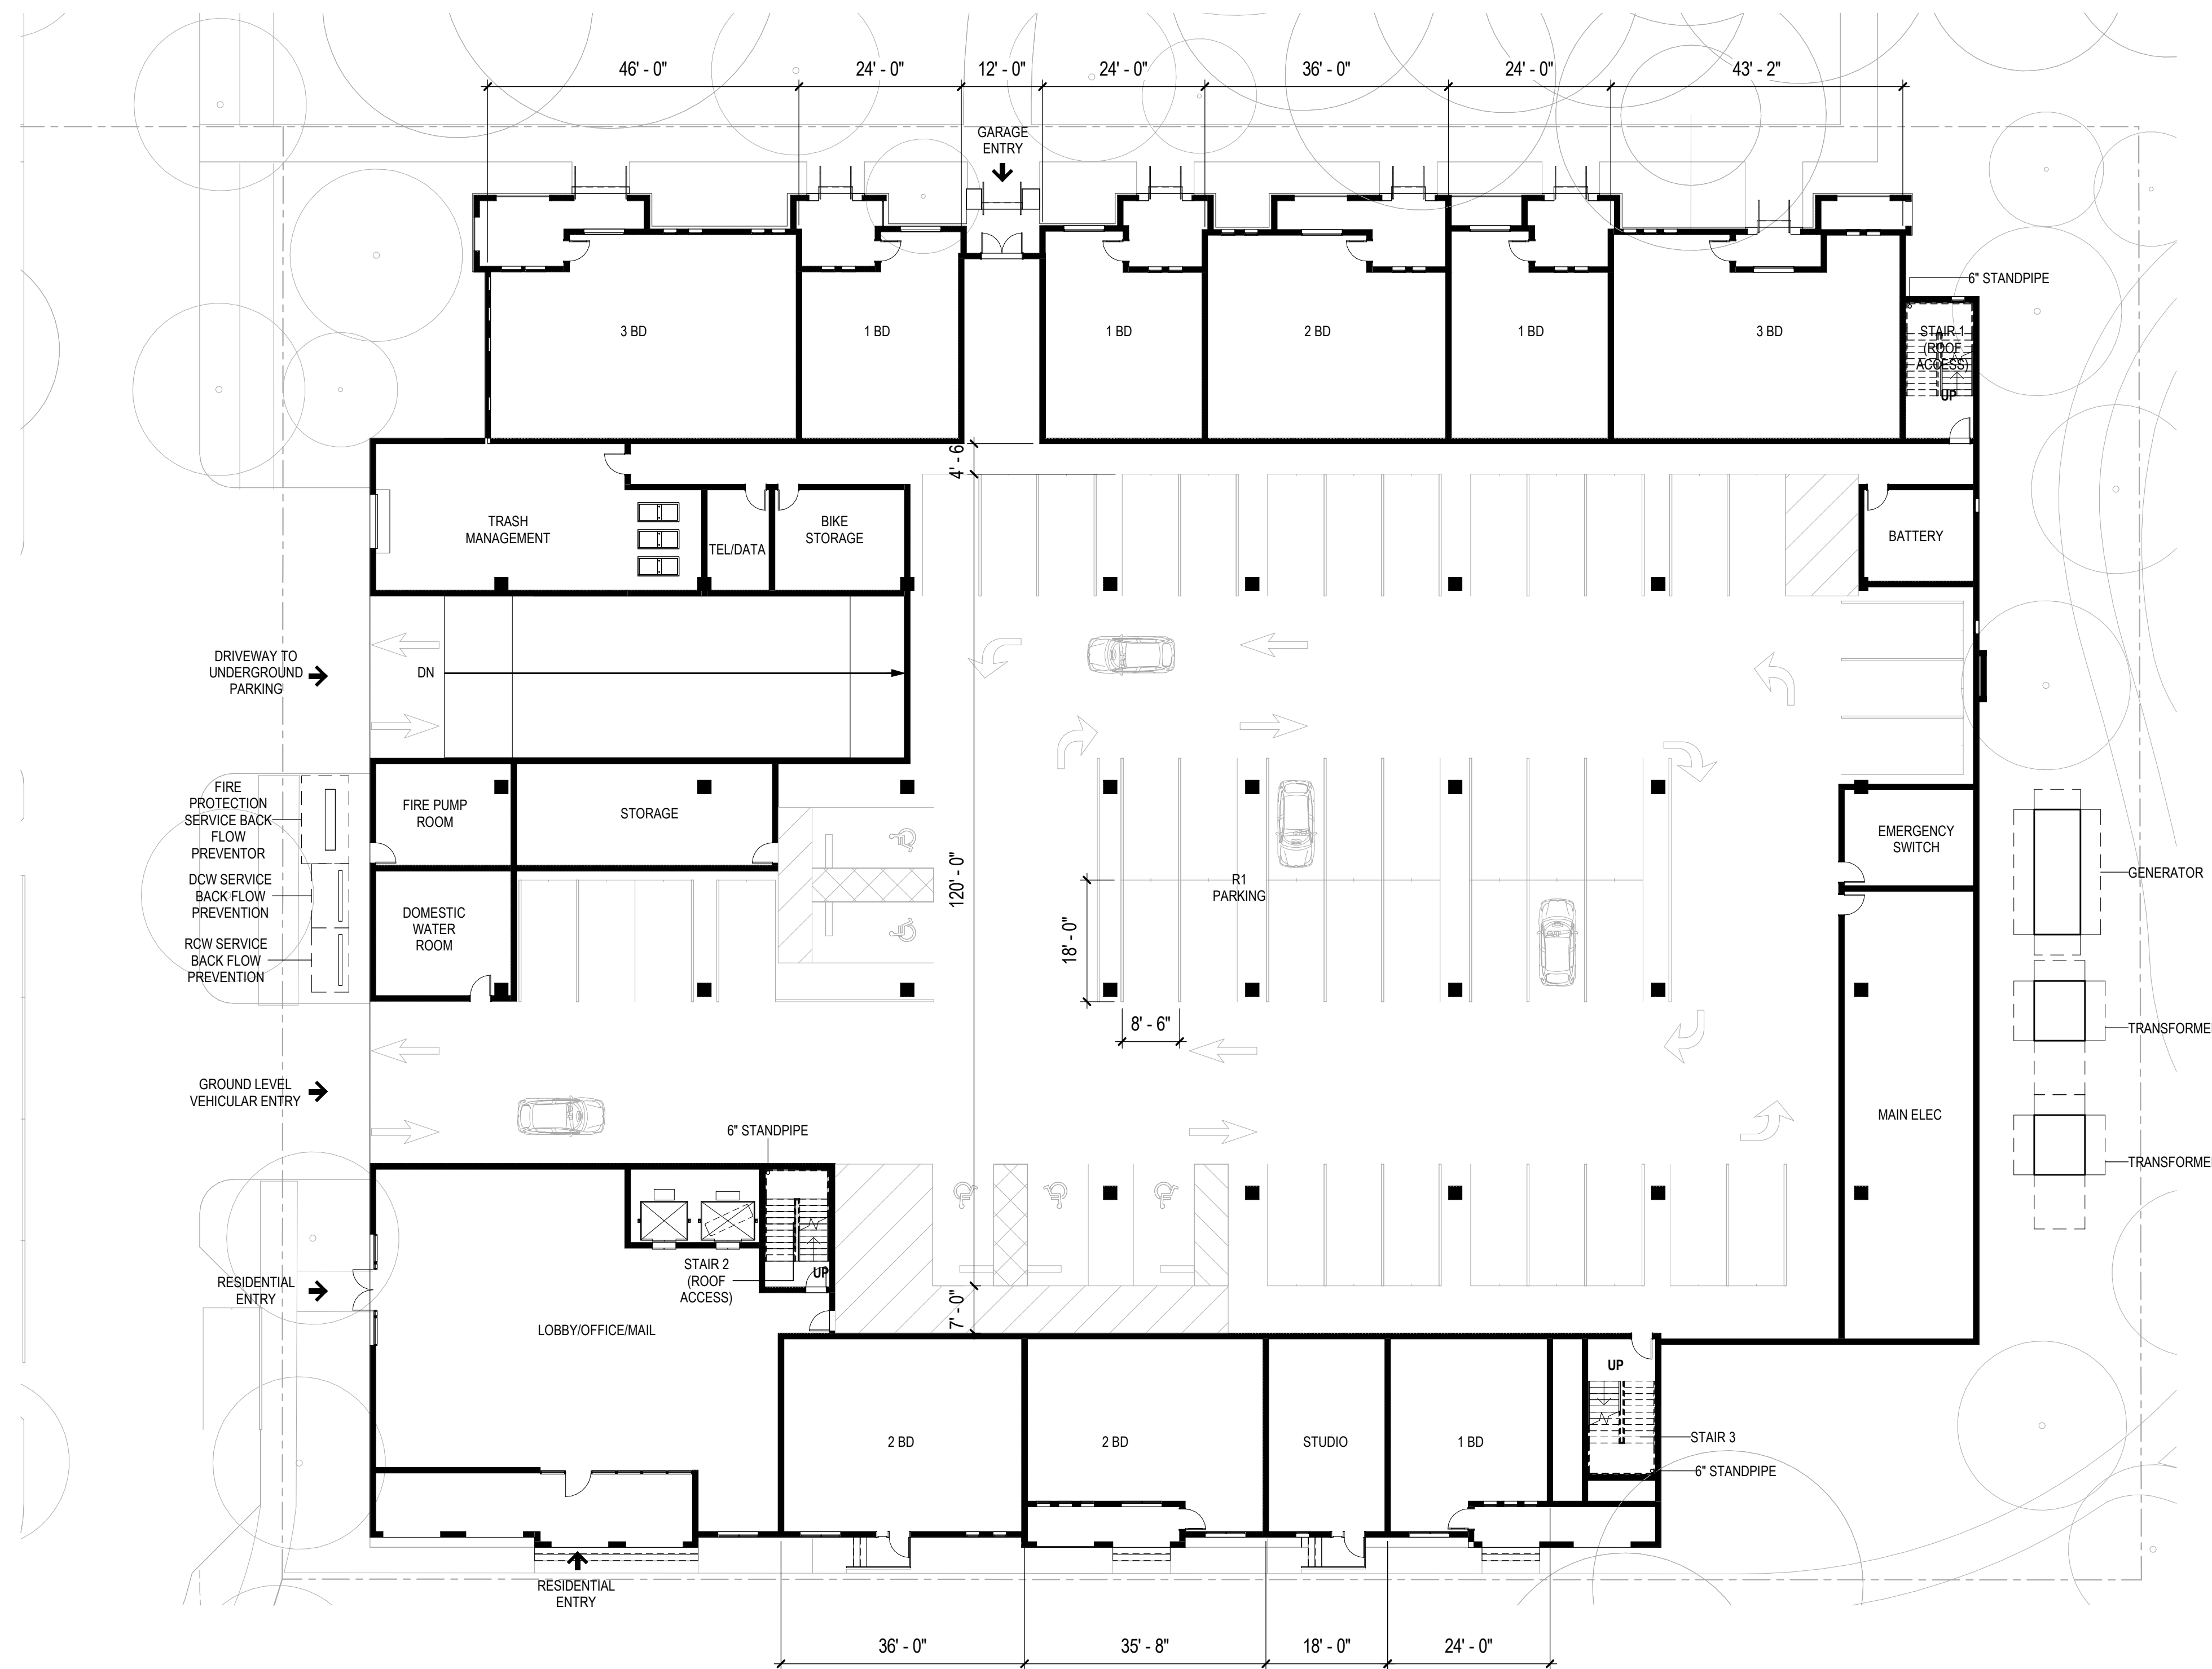 46' - 0"
24' - 0"
12' - 0"
24' - 0"
36' - 0"
24' - 0"
43' - 2"
GARAGE
ENTRY
6" STANDPIPE
3 BD
1 BD
1 BD
2 BD
1 BD
3 BD
STAIR 1
(ROOF
ACCESS)
UP
4' - 6
TRASH
MANAGEMENT
TEL/DATA
BIKE
STORAGE
BATTERY
DRIVEWAY TO
UNDERGROUND
PARKING
DN
FIRE
PROTECTION
SERVICE BACK
FLOW
PREVENTOR
FIRE PUMP
ROOM
STORAGE
EMERGENCY
SWITCH
GENERATOR
DCW SERVICE
BACK FLOW
PREVENTION
R1
PARKING
120' - 0"
18' - 0"
DOMESTIC
WATER
ROOM
RCW SERVICE
BACK FLOW
PREVENTION
8' - 6"
TRANSFORME
GROUND LEVEL
VEHICULAR ENTRY
MAIN ELEC
6" STANDPIPE
TRANSFORME
STAIR 2
(ROOF
ACCESS)
UP
RESIDENTIAL
ENTRY
7' - 0"
LOBBY/OFFICE/MAIL
UP
2 BD
2 BD
STUDIO
1 BD
STAIR 3
6" STANDPIPE
RESIDENTIAL
ENTRY
36' - 0"
35' - 8"
18' - 0"
24' - 0"